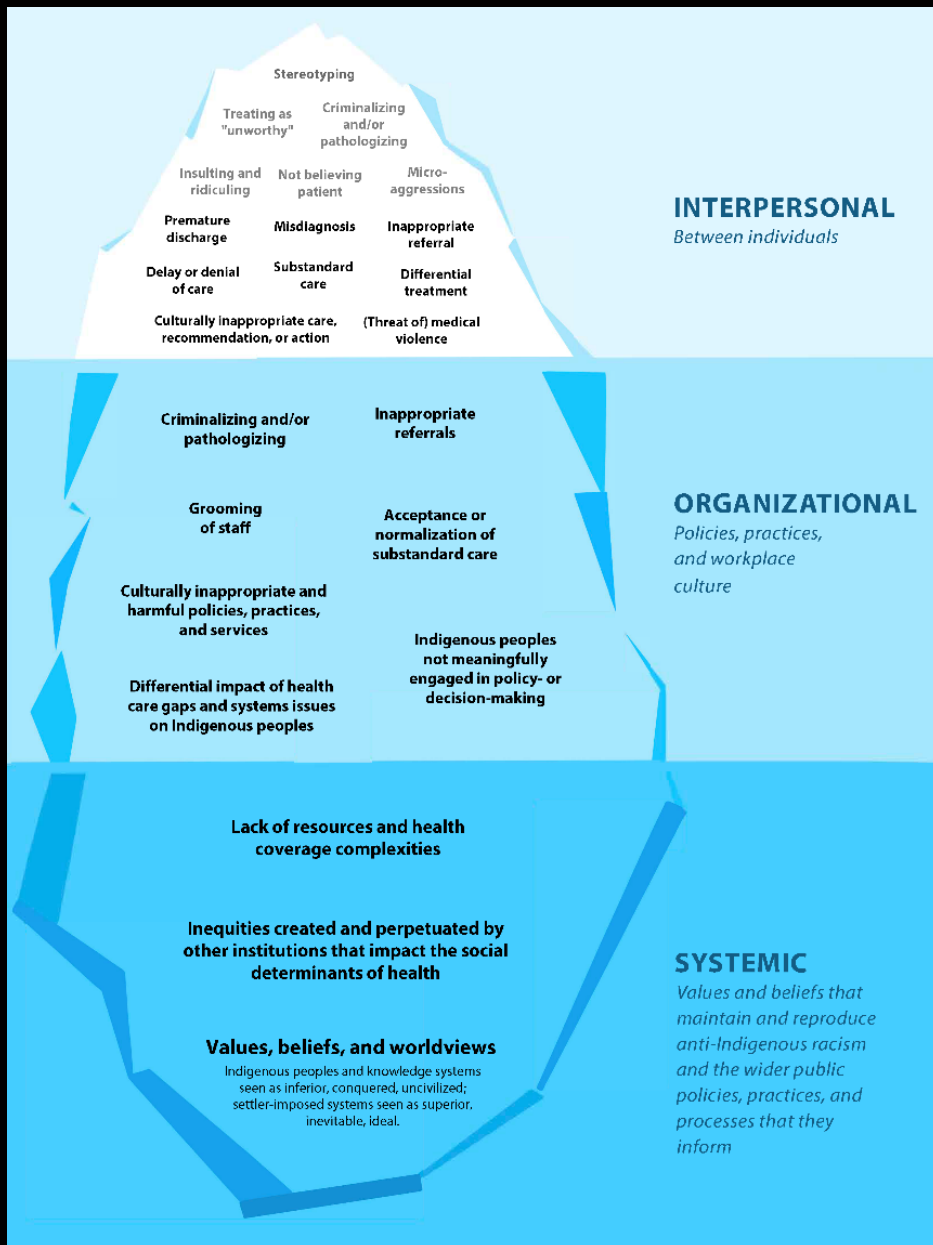 Stereotyping
Treating as
"unworthy"
Criminalizing
and/or
pathologizing
Insulting and
ridiculing
Not believing
patient
Micro-
aggressions
Premature
discharge
Misdiagnosis
Inappropriate
referral
Delay or denial
of care
Substandard
care
Differential
treatment
Culturally inappropriate care,
recommendation, or action
(Threat of) medical
violence
INTERPERSONAL
Between individuals
Criminalizing and/or
pathologizing
Inappropriate
referrals
Grooming
of staff
Acceptance or
normalization of
substandard care
Culturally inappropriate and
harmful policies, practices,
and services
Indigenous peoples
not meaningfully
engaged in policy- or
decision-making
Differential impact of health
care gaps and systems issues
on Indigenous peoples
ORGANIZATIONAL
Policies, practices,
and workplace
culture
Lack of resources and health
coverage complexities
Inequities created and perpetuated by
other institutions that impact the social
determinants of health
Values, beliefs, and worldviews
Indigenous peoples and knowledge systems
seen as inferior, conquered, uncivilized;
settler-imposed systems seen as superior,
inevitable, ideal.
SYSTEMIC
Values and beliefs that
maintain and reproduce
anti-Indigenous racism
and the wider public
policies, practices, and
processes that they
inform